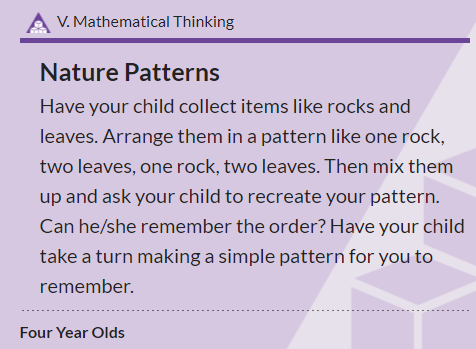 V. Mathematical Thinking
Nature Patterns
Have your child collect items like rocks and
leaves. Arrange them in a pattern like one rock,
two leaves, one rock, two leaves. Then mix them
up and ask your child to recreate your pattern.
Can he/she remember the order? Have your child
take a turn making a simple pattern for you to
remember.
Four Year Olds